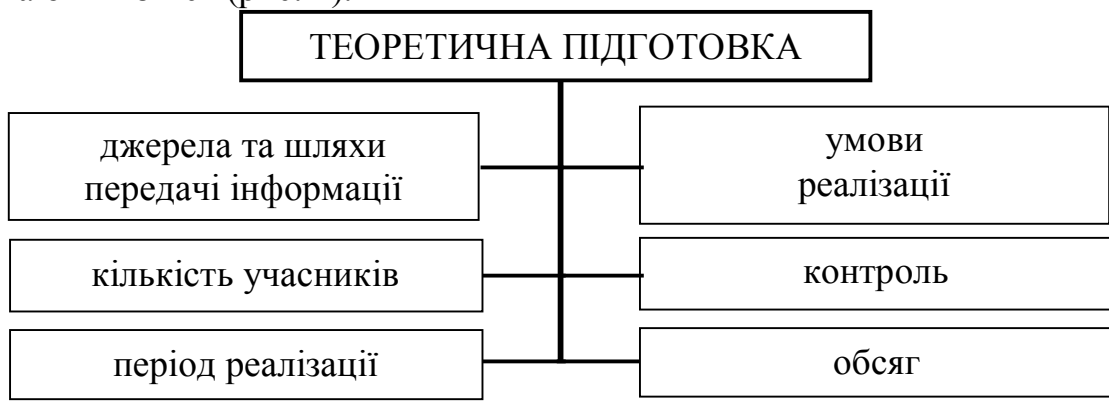 ТЕОРЕТИЧНА ПІДГОТОВКА
джерела та шляхи
передачі інформації
умови
реалізації
кількість учасників
контроль
період реалізації
обсяг